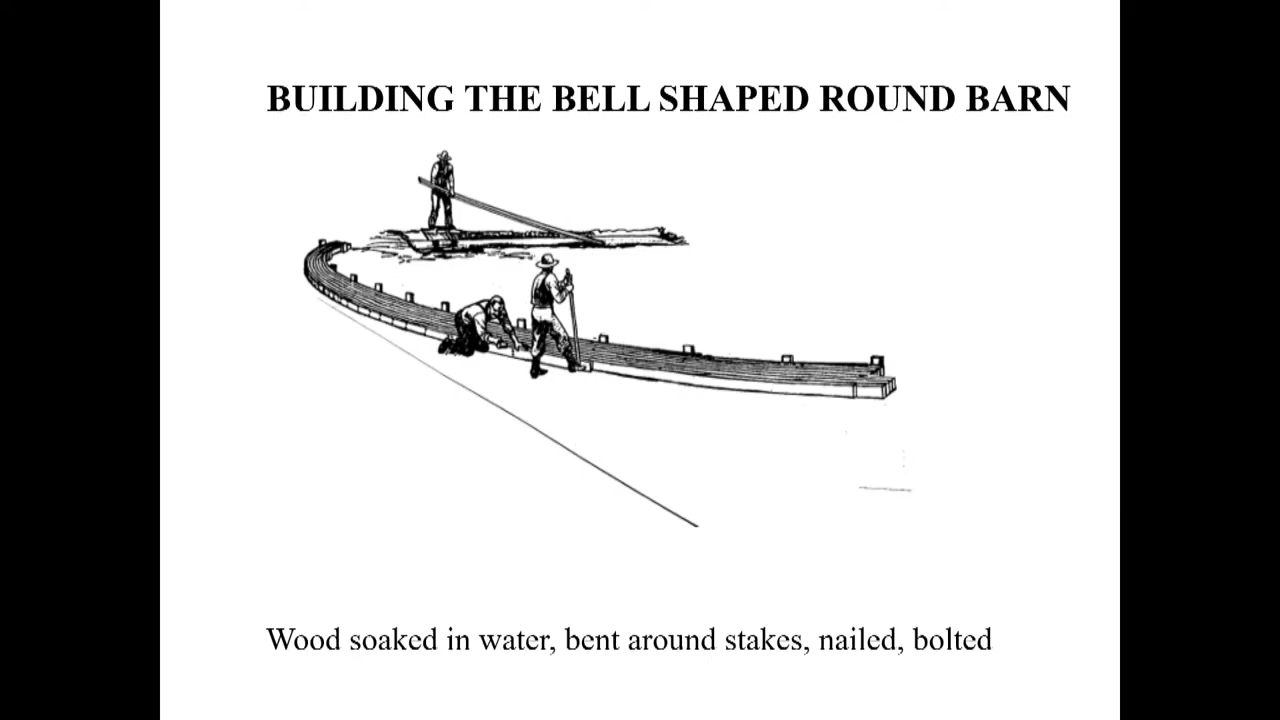 BUILDING THE BELL SHAPED ROUND BARN
Wood soaked in water, bent around stakes, nailed, bolted